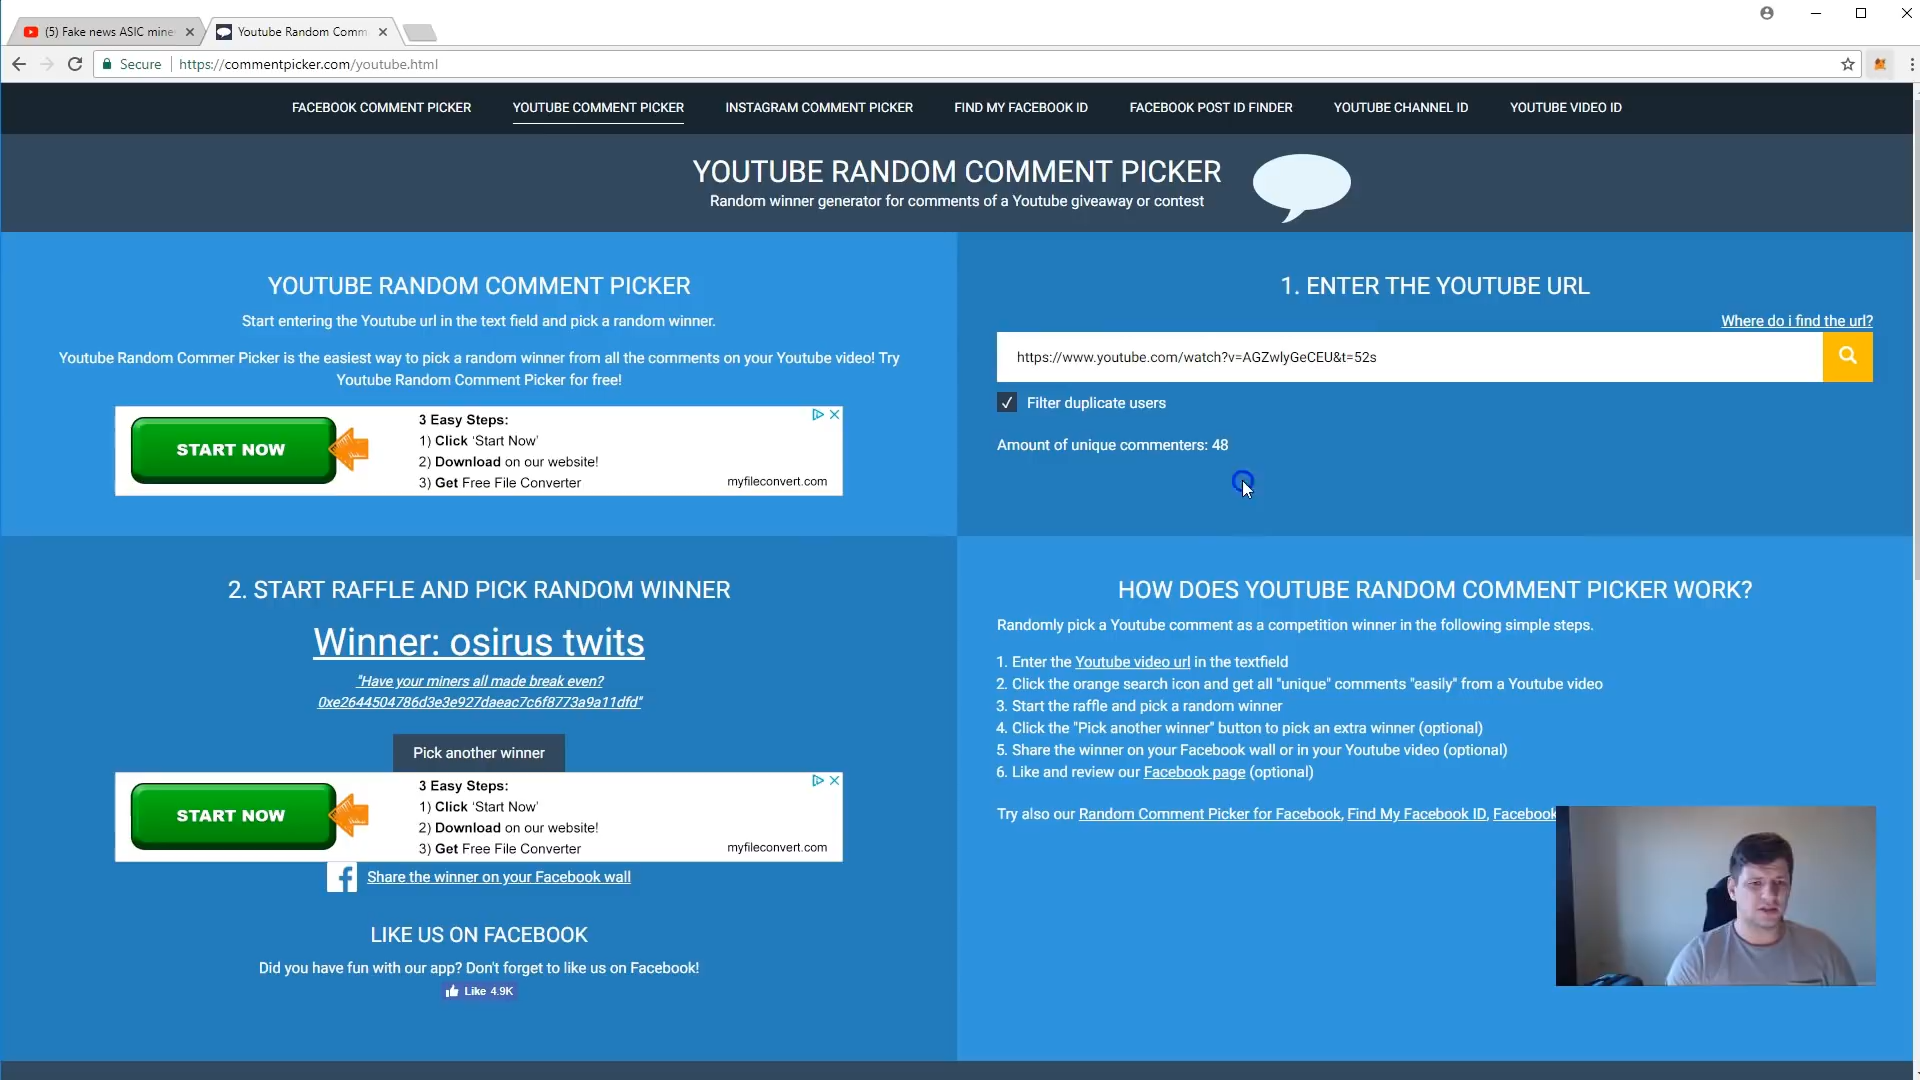 (5) Fake news ASIC mine
Youtube Random Comm
Secure
https://commentpicker.com/youtube.html
FACEBOOK COMMENT PICKER
YOUTUBE COMMENT PICKER
INSTAGRAM COMMENT PICKER
FIND MY FACEBOOK ID
FACEBOOK POST ID FINDER
YOUTUBE CHANNEL ID
YOUTUBE VIDEO ID
YOUTUBE RANDOM COMMENT PICKER
Random winner generator for comments of a Youtube giveaway or contest
YOUTUBE RANDOM COMMENT PICKER
Start entering the Youtube url in the text field and pick a random winner.
Youtube Random Commer Picker is the easiest way to pick a random winner from all the comments on your Youtube video! Try
Youtube Random Comment Picker for free!
START NOW
3 Easy Steps:
1) Click 'Start Now'
2) Download on our website!
3) Get Free File Converter
myfileconvert.com
1. ENTER THE YOUTUBE URL
Where do i find the url?
https://www.youtube.com/watch?v=AGZwlyGeCEU&t=52s
Filter duplicate users
Amount of unique commenters: 48
2. START RAFFLE AND PICK RANDOM WINNER
Winner: osirus twits
"Have your miners all made break even?
0xe2644504786d3e3e927daeac7c6f8773a9a11dfd"
Pick another winner
START NOW
3 Easy Steps:
1) Click 'Start Now'
2) Download on our website!
3) Get Free File Converter
myfileconvert.com
Share the winner on your Facebook wall
LIKE US ON FACEBOOK
Did you have fun with our app? Don't forget to like us on Facebook!
Like 4.9K
HOW DOES YOUTUBE RANDOM COMMENT PICKER WORK?
Randomly pick a Youtube comment as a competition winner in the following simple steps.
1. Enter the Youtube video url in the textfield
2. Click the orange search icon and get all "unique" comments "easily" from a Youtube video
3. Start the raffle and pick a random winner
4. Click the "Pick another winner" button to pick an extra winner (optional)
5. Share the winner on your Facebook wall or in your Youtube video (optional)
6. Like and review our Facebook page (optional)
Try also our Random Comment Picker for Facebook, Find My Facebook ID, Facebook